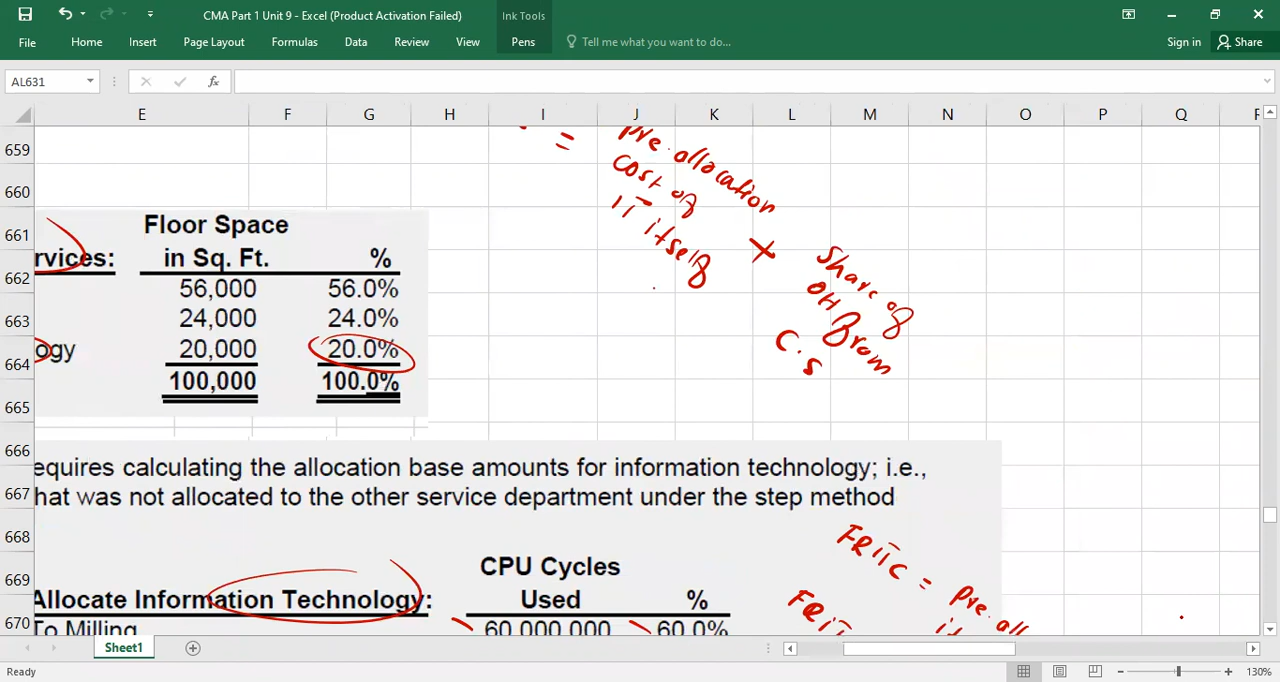 CMA Part 1 Unit 9 - Excel (Product Activation Failed)
Ink Tools
File Home Insert Page Layout Formulas Data Review View Pens Tell me what you want to do... Sign in Share
AL631 fx
E F G H I J K L M N O P Q
659
660
661
662
663
664
665
666
667
668
669
670
= pre allocation
cost of
IT itself
+
share of
OH from
C.S
Floor Space
rvices: in Sq. Ft. %
56,000 56.0%
24,000 24.0%
ogy 20,000 20.0%
100,000 100.0%
equires calculating the allocation base amounts for information technology; i.e.,
hat was not allocated to the other service department under the step method
CPU Cycles
Allocate Information Technology: Used %
To Milling 60,000,000 60.0%
FRITC = pre all
Sheet1
Ready 130%